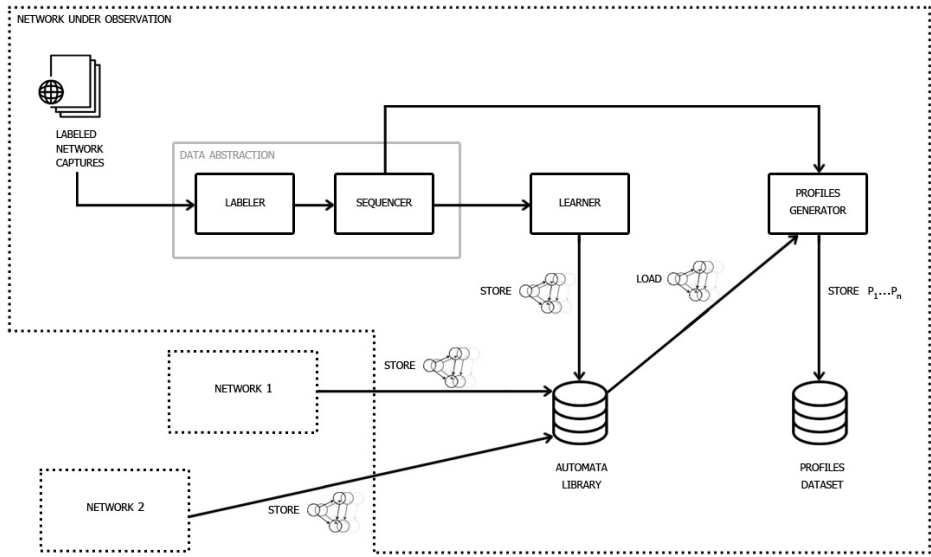 NETWORK UNDER OBSERVATION
LABELED
NETWORK
CAPTURES
DATA ABSTRACTION
LABELER
SEQUENCER
LEARNER
PROFILES
GENERATOR
STORE
LOAD
STORE P1...Pn
STORE
NETWORK 1
AUTOMATA
LIBRARY
PROFILES
DATASET
NETWORK 2
STORE